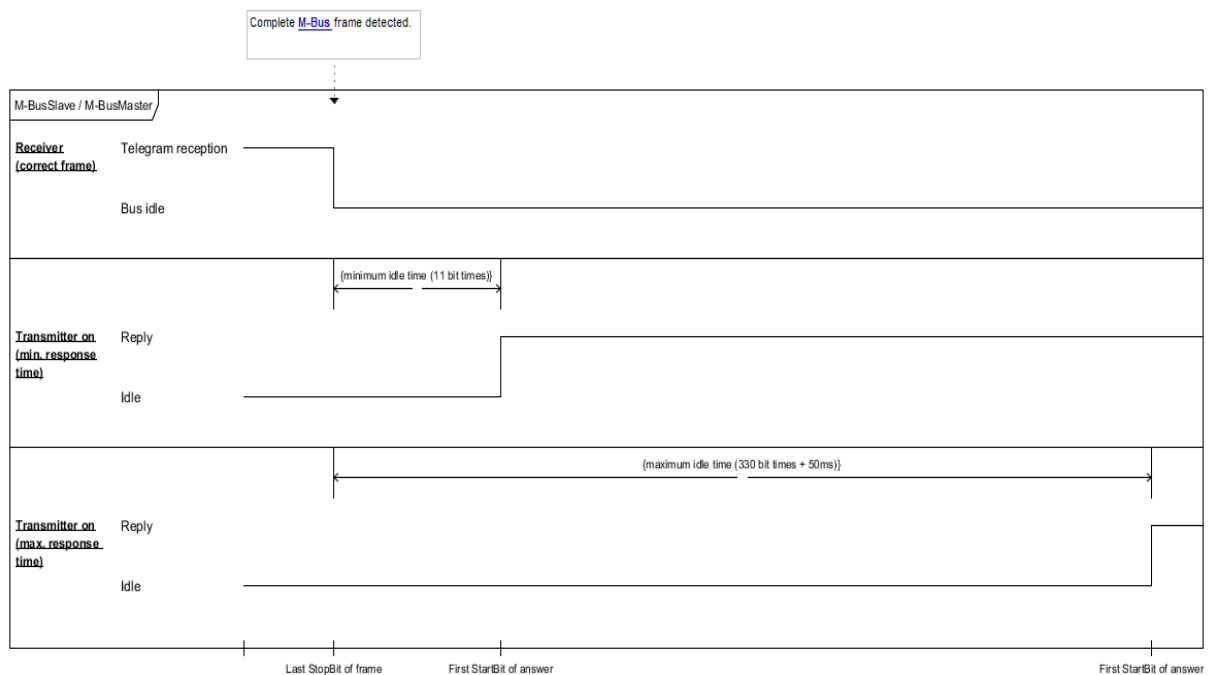 Complete M-Bus frame detected.
M-BusSlave / M-BusMaster
Receiver
(correct frame)
Telegram reception
Bus idle
{minimum idle time (11 bit times)}
Transmitter on
(min. response
time)
Reply
Idle
{maximum idle time (330 bit times + 50ms)}
Transmitter on
(max. response
time)
Reply
Idle
Last StopBit of frame
First StartBit of answer
First StartBit of answer